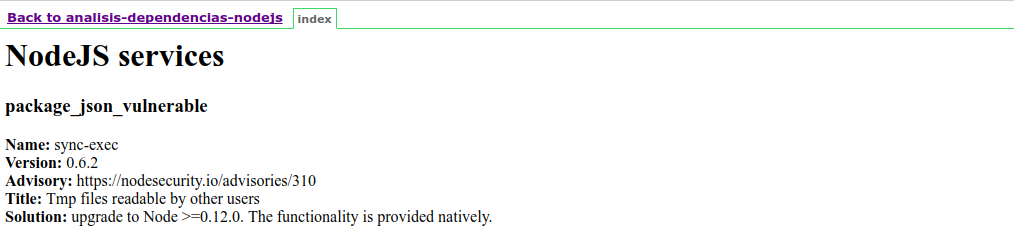 Back to analisis-dependencias-nodejs index
NodeJS services
package_json_vulnerable
Name: sync-exec
Version: 0.6.2
Advisory: https://nodesecurity.io/advisories/310
Title: Tmp files readable by other users
Solution: upgrade to Node >=0.12.0. The functionality is provided natively.